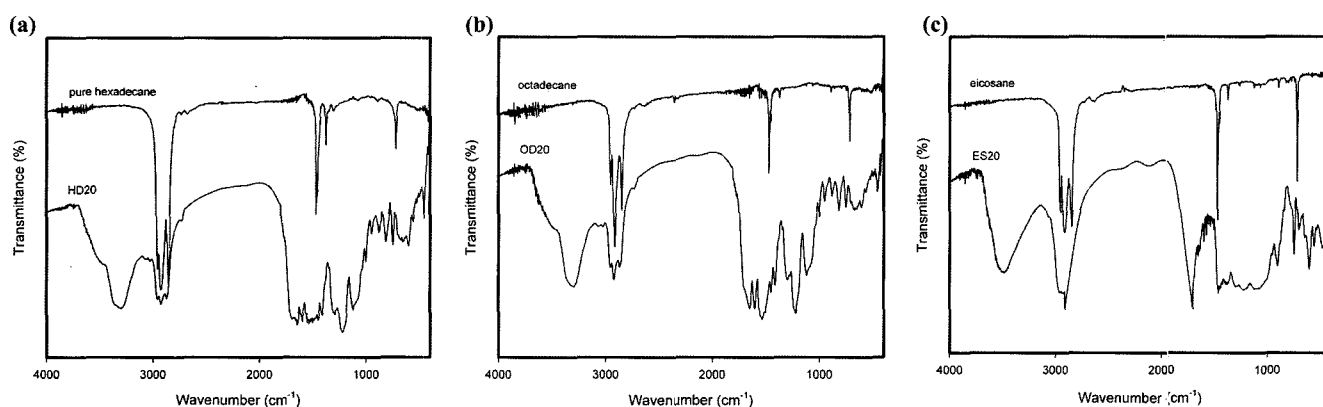 (a)
pure hexadecane
HD20
Transmittance (%)
4000 3000 2000 1000
Wavenumber (cm⁻¹)
(b)
octadecane
OD20
Transmittance (%)
4000 3000 2000 1000
Wavenumber (cm⁻¹)
(c)
eicosane
ES20
Transmittance (%)
4000 3000 2000 1000
Wavenumber (cm⁻¹)